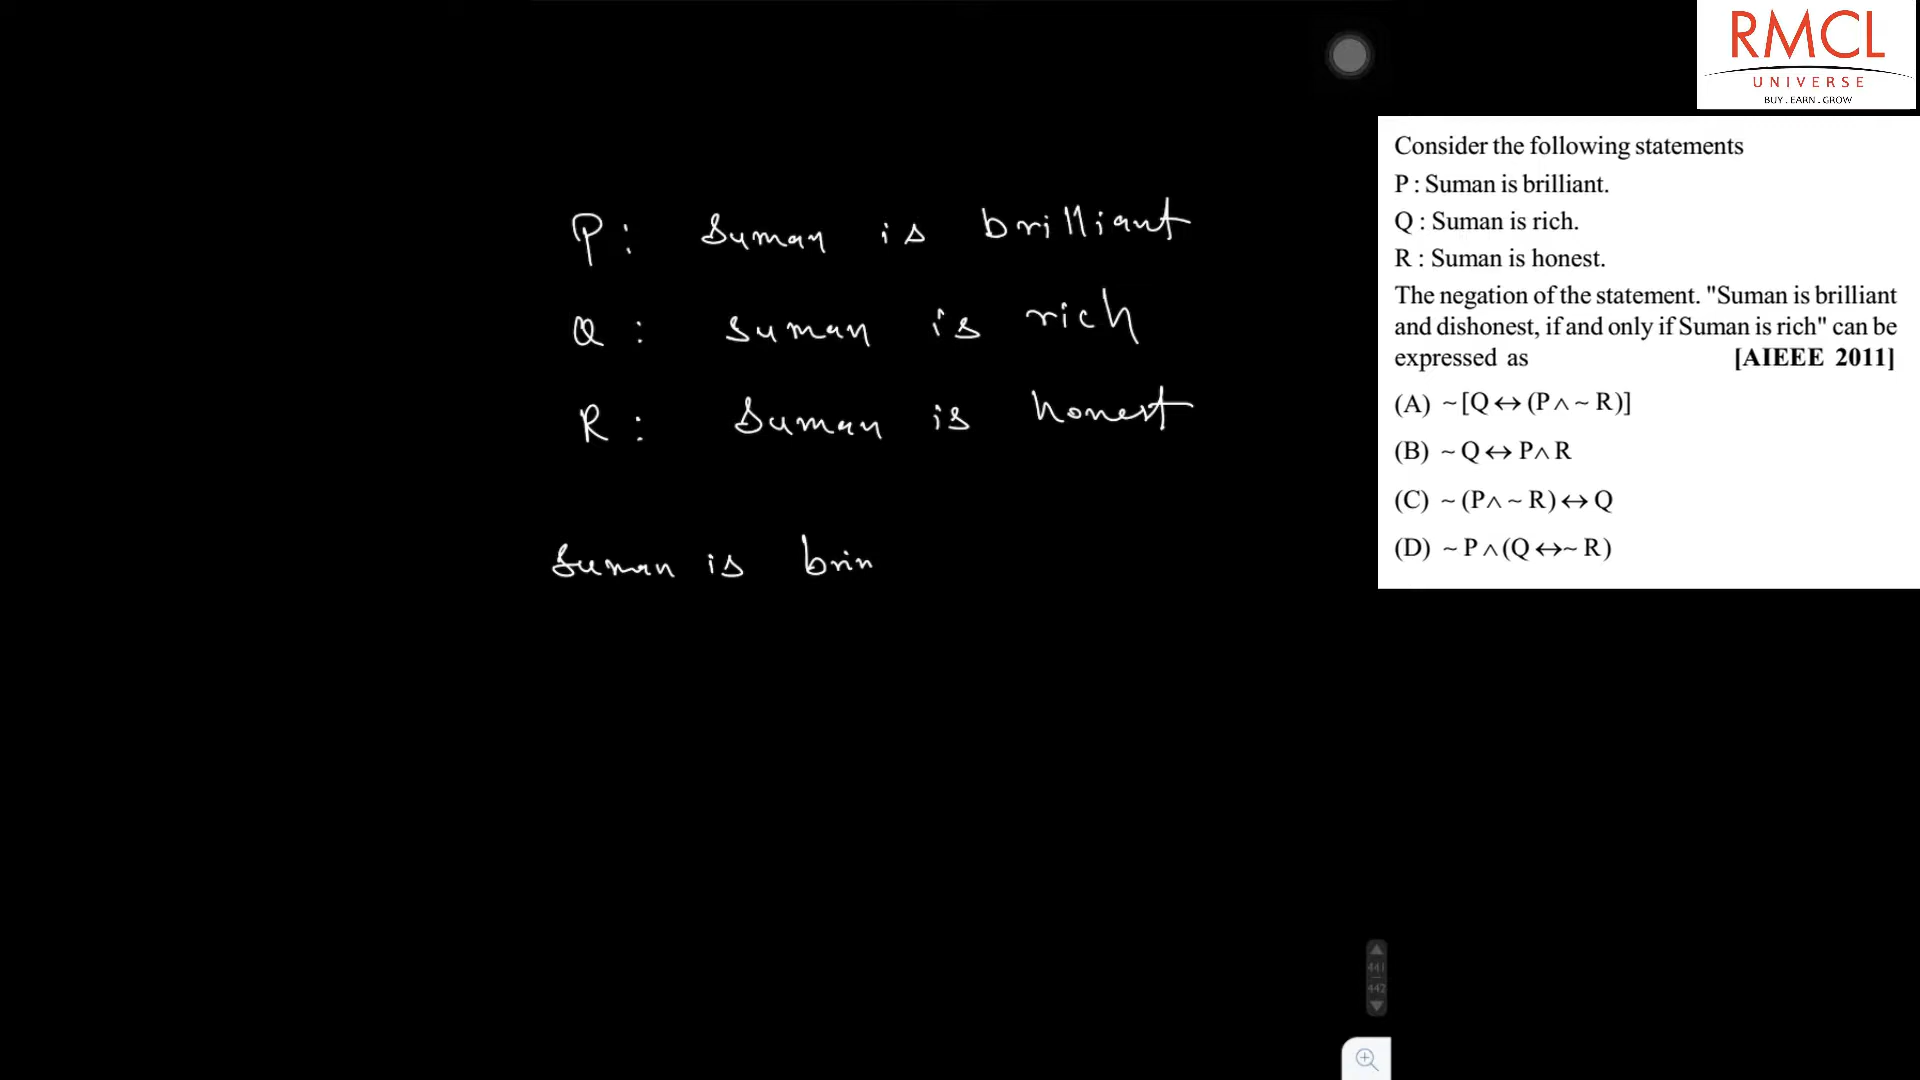 RMCL
UNIVERSE
BUY . EARN . GROW
P : Suman is brilliant
Q : Suman is rich
R : Suman is honest
Suman is brin
Consider the following statements
P : Suman is brilliant.
Q : Suman is rich.
R : Suman is honest.
The negation of the statement. "Suman is brilliant
and dishonest, if and only if Suman is rich" can be
expressed as [AIEEE 2011]
(A) ~ [Q ↔ (P ∧ ~ R)]
(B) ~ Q ↔ P ∧ R
(C) ~ (P ∧ ~ R) ↔ Q
(D) ~ P ∧ (Q ↔ ~ R)
441
442